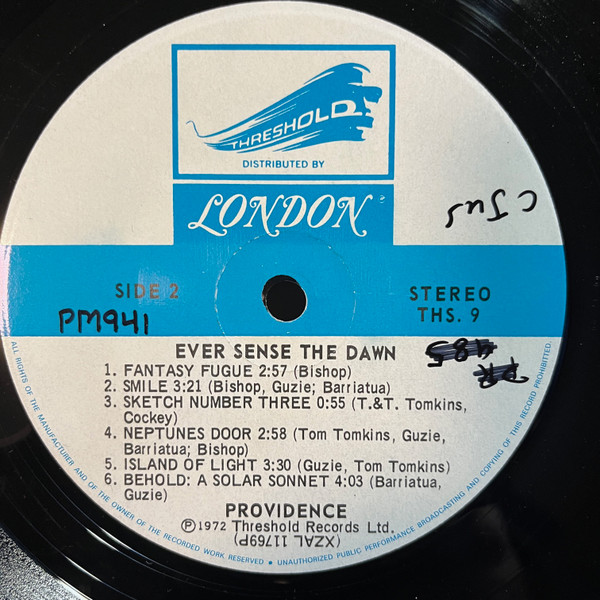 THRESHOLD
DISTRIBUTED BY
LONDON
SIDE 2
STEREO
THS. 9
PM941
EVER SENSE THE DAWN
1. FANTASY FUGUE 2:57 (Bishop)
2. SMILE 3:21 (Bishop, Guzie; Barriatua)
3. SKETCH NUMBER THREE 0:55 (T.&T. Tomkins,
Cockey)
4. NEPTUNES DOOR 2:58 (Tom Tomkins, Guzie,
Barriatua; Bishop)
5. ISLAND OF LIGHT 3:30 (Guzie, Tom Tomkins)
6. BEHOLD: A SOLAR SONNET 4:03 (Barriatua,
Guzie)
PROVIDENCE
Ⓟ1972 Threshold Records Ltd.
(XZAL 11769P)
ALL RIGHTS OF THE MANUFACTURER AND OF THE OWNER OF THE RECORDED WORK RESERVED • UNAUTHORIZED PUBLIC PERFORMANCE BROADCASTING AND COPYING OF THIS RECORD PROHIBITED.